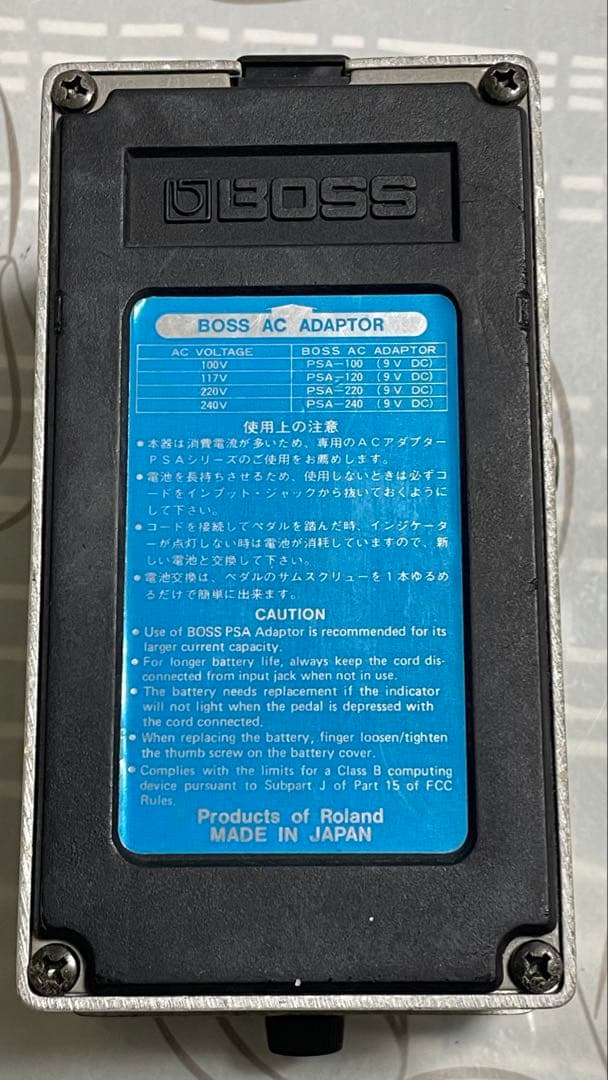 BOSS
BOSS AC ADAPTOR
AC VOLTAGE BOSS AC ADAPTOR
100V PSA-100 (9V DC)
117V PSA-120 (9V DC)
220V PSA-220 (9V DC)
240V PSA-240 (9V DC)
使用上の注意
●本器は消費電流が多いため、専用のACアダプター
PSAシリーズのご使用をお薦めします。
●電池を長持ちさせるため、使用しないときは必ずコ
ードをインプット・ジャックから抜いておくように
して下さい。
●コードを接続してペダルを踏んだ時、インジケータ
ーが点灯しない時は電池が消耗していますので、新
しい電池と交換して下さい。
●電池交換は、ペダルのサムスクリューを1本ゆるめ
るだけで簡単に出来ます。
CAUTION
● Use of BOSS PSA Adaptor is recommended for its
larger current capacity.
● For longer battery life, always keep the cord dis-
connected from input jack when not in use.
● The battery needs replacement if the indicator
will not light when the pedal is depressed with
the cord connected.
● When replacing the battery, finger loosen/tighten
the thumb screw on the battery cover.
● Complies with the limits for a Class B computing
device pursuant to Subpart J of Part 15 of FCC
Rules.
Products of Roland
MADE IN JAPAN